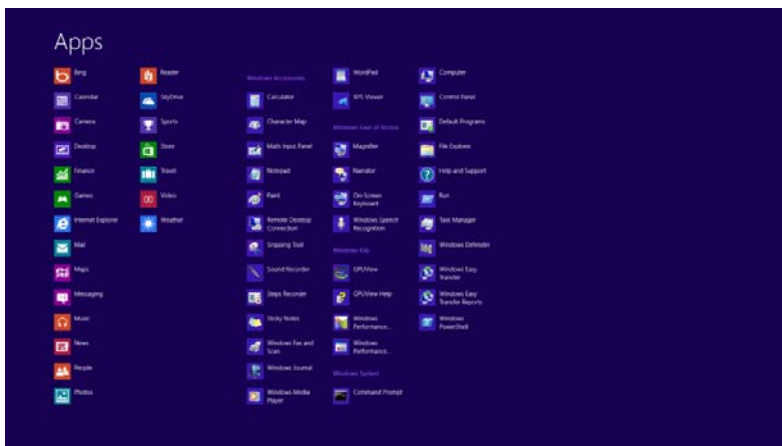 Apps
Bing
Calendar
Camera
Desktop
Finance
Games
Internet Explorer
Mail
Maps
Messaging
Music
News
People
Photos
Reader
SkyDrive
Sports
Store
Travel
Video
Weather
Windows Accessories
Calculator
Character Map
Math Input Panel
Notepad
Paint
Remote Desktop
Connection
Snipping Tool
Sound Recorder
Steps Recorder
Sticky Notes
Windows Fax and
Scan
Windows Journal
Windows Media
Player
WordPad
XPS Viewer
Windows Ease of Access
Magnifier
Narrator
On-Screen
Keyboard
Windows Speech
Recognition
Windows Kits
GPUView
GPUView Help
Windows
Performance...
Windows
Performance...
Windows System
Command Prompt
Computer
Control Panel
Default Programs
File Explorer
Help and Support
Run
Task Manager
Windows Defender
Windows Easy
Transfer
Windows Easy
Transfer Reports
Windows
PowerShell